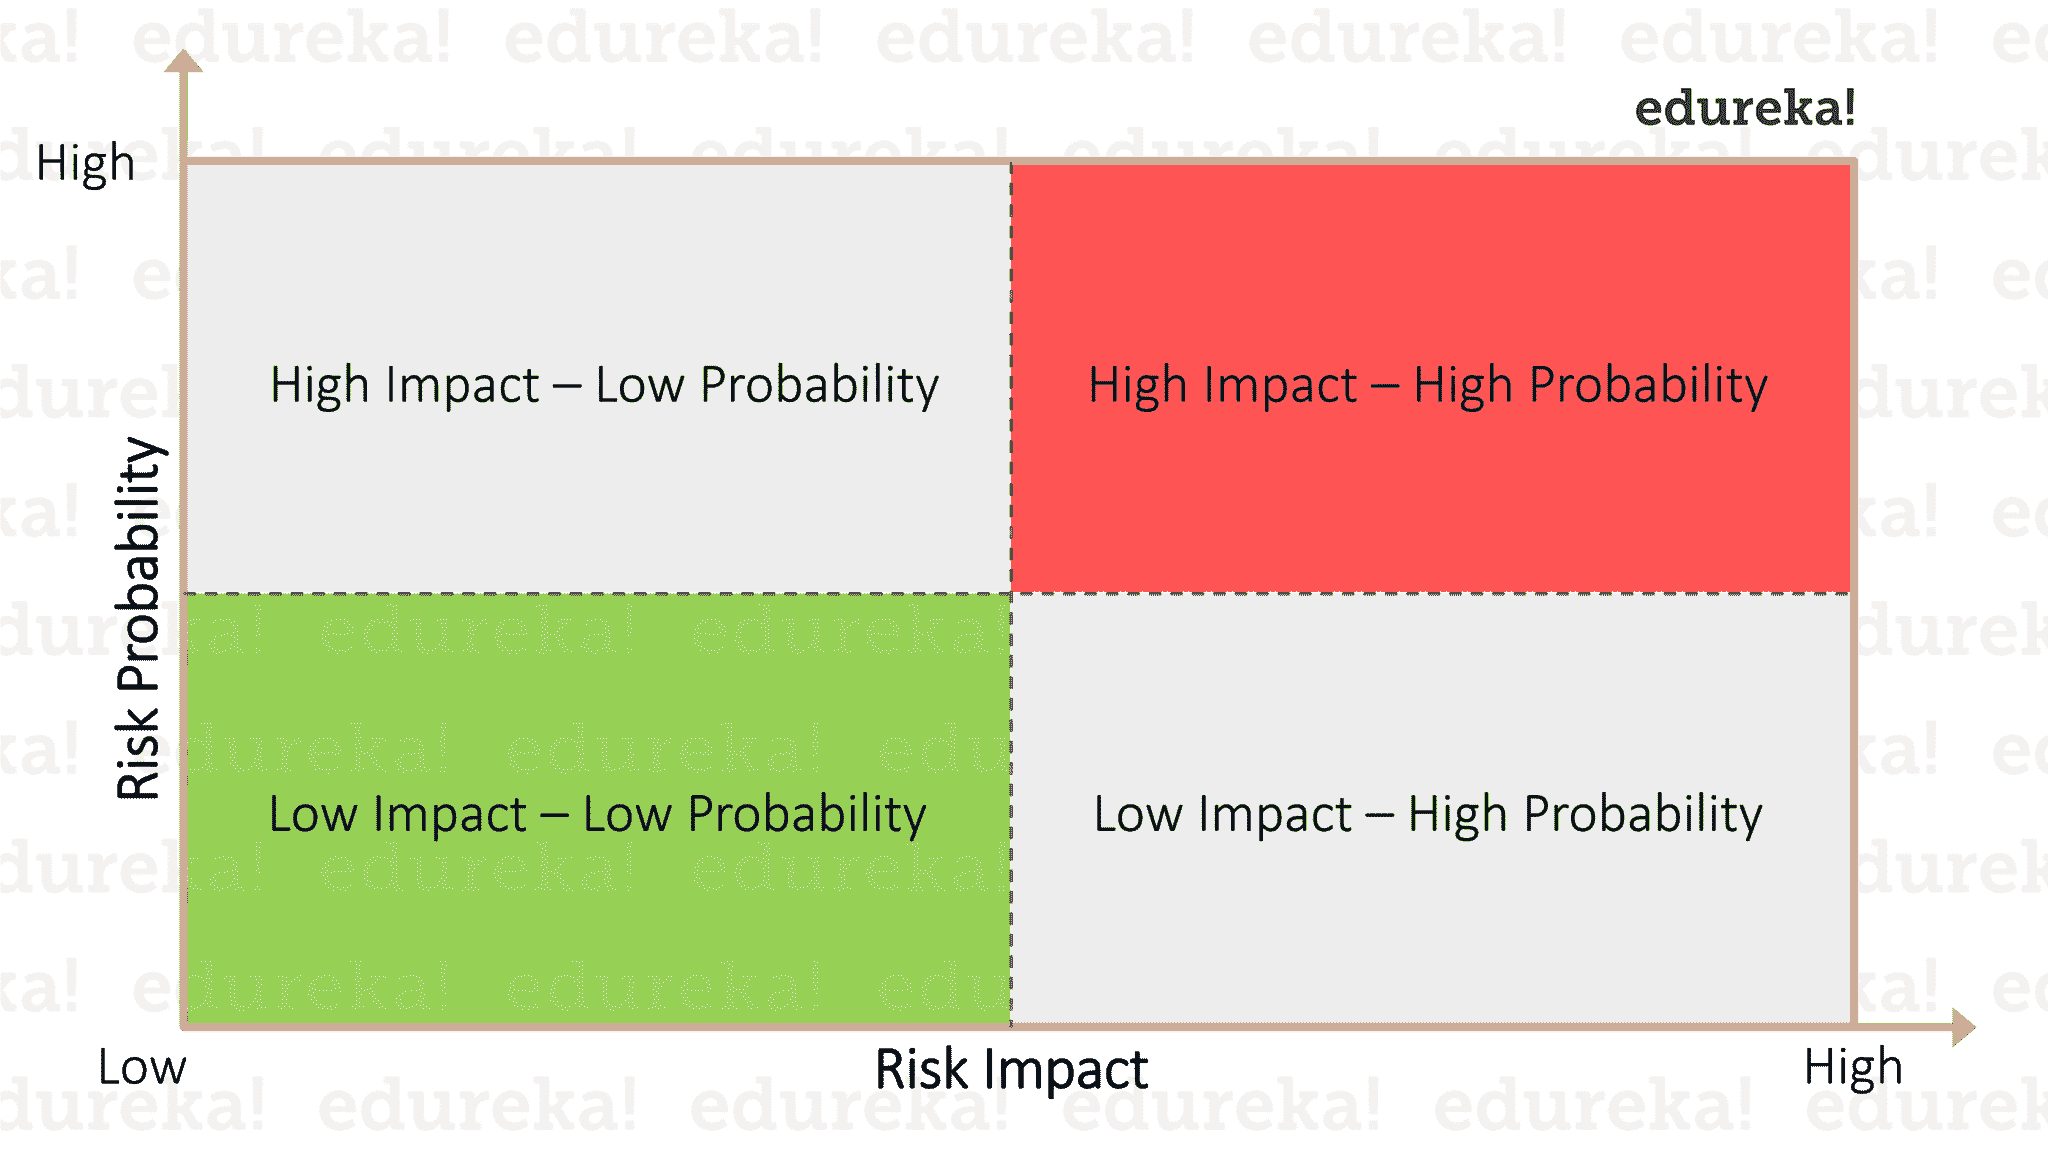 edureka!
High
High Impact – Low Probability
High Impact – High Probability
Risk Probability
Low Impact – Low Probability
Low Impact – High Probability
Low
Risk Impact
High